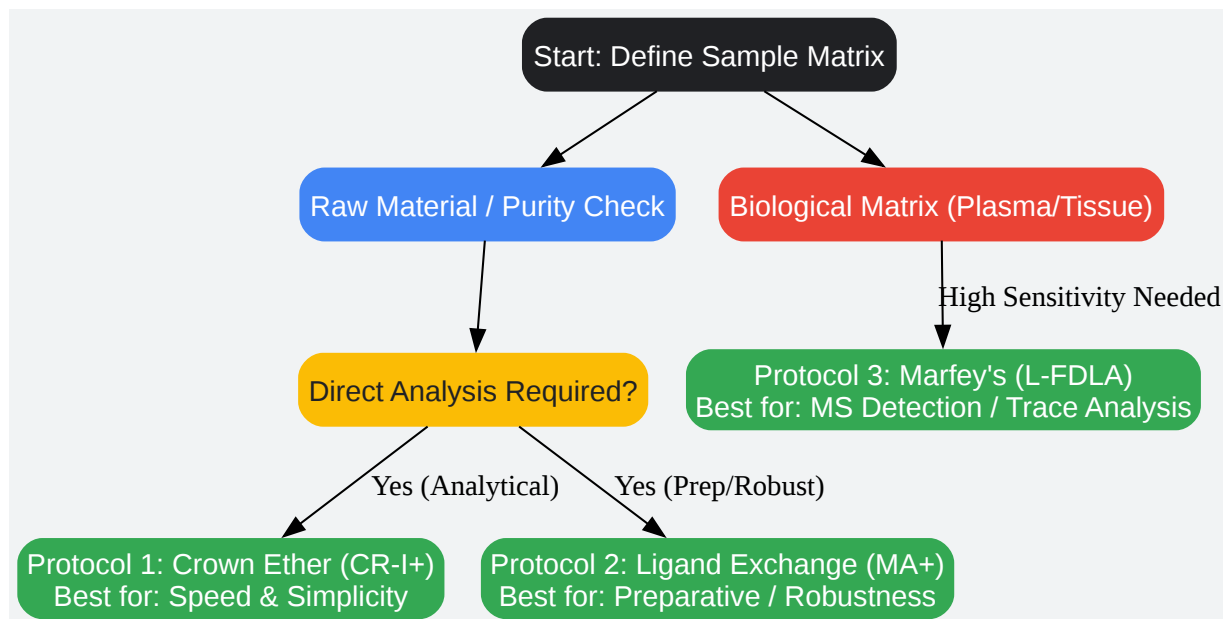 Start: Define Sample Matrix
Raw Material / Purity Check
Biological Matrix (Plasma/Tissue)
High Sensitivity Needed
Direct Analysis Required?
Protocol 3: Marfey's (L-FDLA)
Best for: MS Detection / Trace Analysis
Yes (Analytical)
Yes (Prep/Robust)
Protocol 1: Crown Ether (CR-I+)
Best for: Speed & Simplicity
Protocol 2: Ligand Exchange (MA+)
Best for: Preparative / Robustness